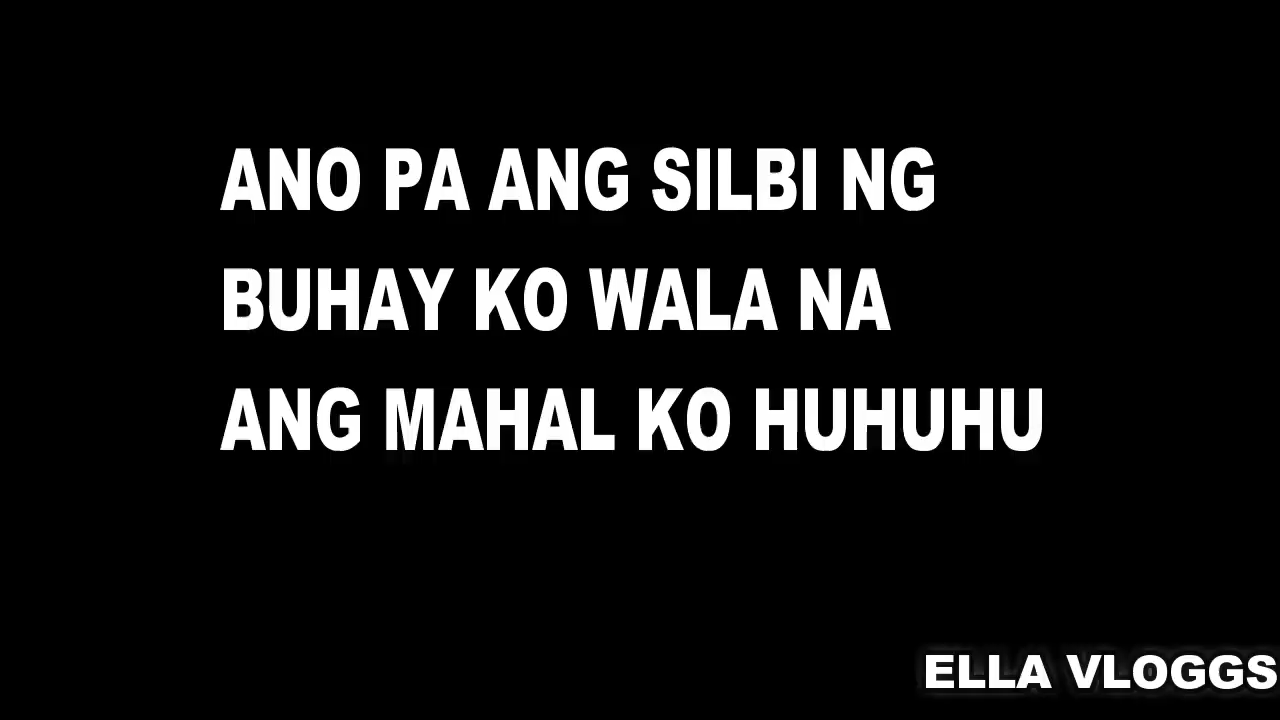 ANO PA ANG SILBI NG
BUHAY KO WALA NA
ANG MAHAL KO HUHUHU
ELLA VLOGGS